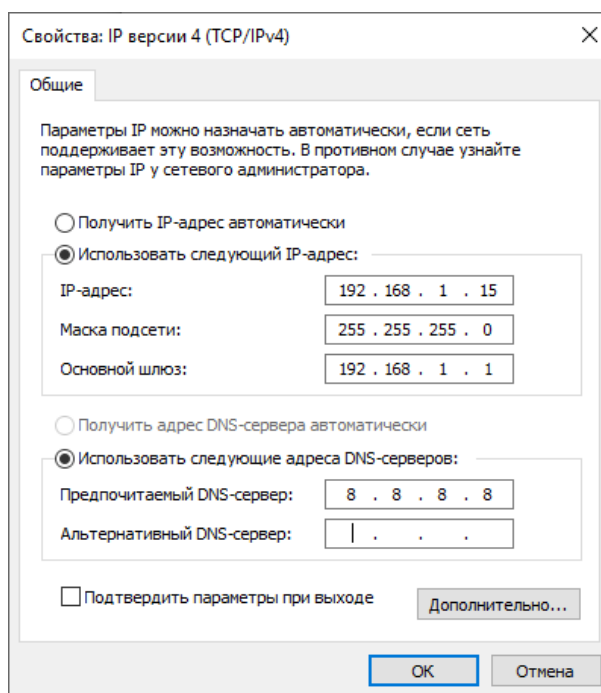 Свойства: IP версии 4 (TCP/IPv4)
Общие
Параметры IP можно назначать автоматически, если сеть
поддерживает эту возможность. В противном случае узнайте
параметры IP у сетевого администратора.
Получить IP-адрес автоматически
Использовать следующий IP-адрес:
IP-адрес: 192 . 168 . 1 . 15
Маска подсети: 255 . 255 . 255 . 0
Основной шлюз: 192 . 168 . 1 . 1
Получить адрес DNS-сервера автоматически
Использовать следующие адреса DNS-серверов:
Предпочитаемый DNS-сервер: 8 . 8 . 8 . 8
Альтернативный DNS-сервер: . . .
Подтвердить параметры при выходе
Дополнительно...
ОК Отмена